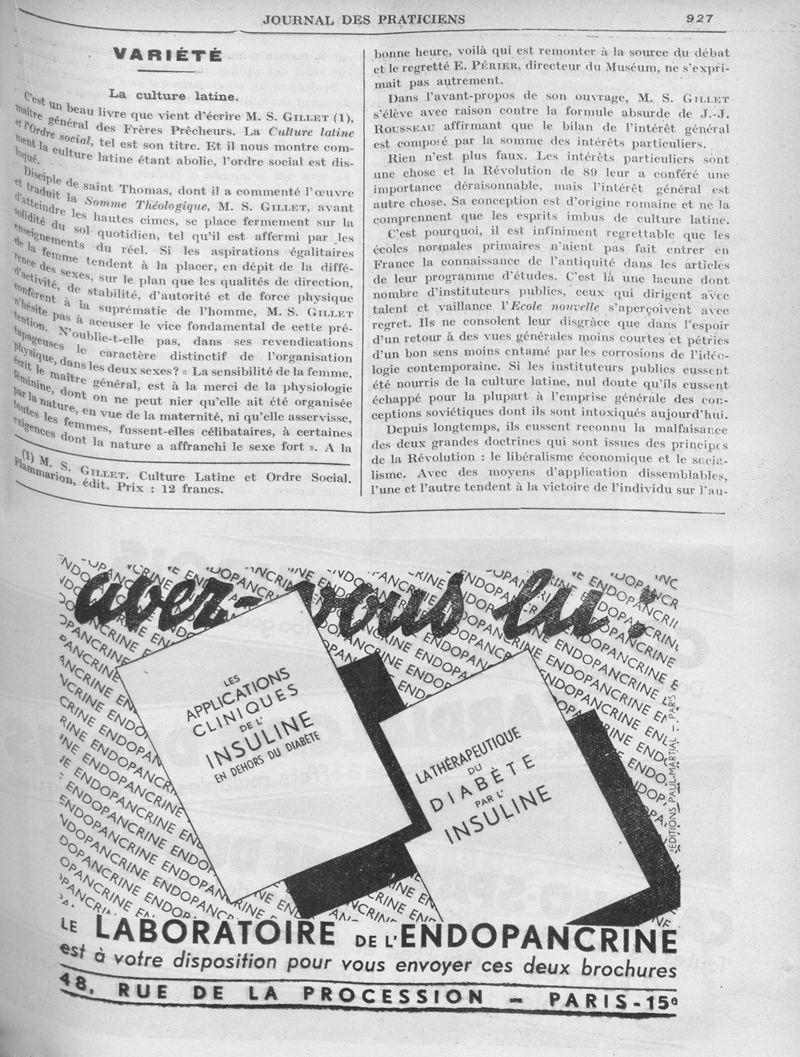 JOURNAL DES PRATICIENS
927
VARIÉTÉ
La culture latine.
C'est un beau livre que vient d'écrire M. S. GILLET (1),
maître général des Frères Prêcheurs. La Culture latine
et l'Ordre social, tel est son titre. Et il nous montre com-
ment la culture latine étant abolie, l'ordre social est dis-
loqué.
Disciple de saint Thomas, dont il a commenté l'œuvre
et traduit la Somme Théologique, M. S. GILLET, avant
d'atteindre les hautes cimes, se place fermement sur la
solidité du sol quotidien, tel qu'il est affermi par les
enseignements du réel. Si les aspirations égalitaires
de la femme tendent à la placer, en dépit de la diffé-
rence des sexes, sur le plan que les qualités de direction,
d'activité, de stabilité, d'autorité et de force physique
confèrent à la suprématie de l'homme, M. S. GILLET
n'hésite pas à accuser le vice fondamental de cette pré-
tention. N'oublie-t-elle pas, dans ses revendications
tapageuses le caractère distinctif de l'organisation
physique, dans les deux sexes? « La sensibilité de la femme,
écrit le maître général, est à la merci de la physiologie
féminine, dont on ne peut nier qu'elle ait été organisée
par la nature, en vue de la maternité, ni qu'elle asservisse,
toutes les femmes, fussent-elles célibataires, à certaines
exigences dont la nature a affranchi le sexe fort ». A la
(1) M. S. GILLET. Culture Latine et Ordre Social.
Flammarion, édit. Prix : 12 francs.
bonne heure, voilà qui est remonter à la source du débat
et le regretté E. PÉRIER, directeur du Muséum, ne s'expri-
mait pas autrement.
Dans l'avant-propos de son ouvrage, M. S. GILLET
s'élève avec raison contre la formule absurde de J.-J.
ROUSSEAU affirmant que le bilan de l'intérêt général
est composé par la somme des intérêts particuliers.
Rien n'est plus faux. Les intérêts particuliers sont
une chose et la Révolution de 89 leur a conféré une
importance déraisonnable, mais l'intérêt général est
autre chose. Sa conception est d'origine romaine et ne la
comprennent que les esprits imbus de culture latine.
C'est pourquoi, il est infiniment regrettable que les
écoles normales primaires n'aient pas fait entrer en
France la connaissance de l'antiquité dans les articles
de leur programme d'études. C'est là une lacune dont
nombre d'instituteurs publics, ceux qui dirigent avec
talent et vaillance l'Ecole nouvelle s'aperçoivent avec
regret. Ils ne consolent leur disgrâce que dans l'espoir
d'un retour à des vues générales moins courtes et pétries
d'un bon sens moins entamé par les corrosions de l'idéo-
logie contemporaine. Si les instituteurs publics eussent
été nourris de la culture latine, nul doute qu'ils eussent
échappé pour la plupart à l'emprise générale des con-
ceptions soviétiques dont ils sont intoxiqués aujourd'hui.
Depuis longtemps, ils eussent reconnu la malfaisance
des deux grandes doctrines qui sont issues des principes
de la Révolution : le libéralisme économique et le socia-
lisme. Avec des moyens d'application dissemblables,
l'une et l'autre tendent à la victoire de l'individu sur l'au-
avez-vous lu :
LES
APPLICATIONS
CLINIQUES
DE L'
INSULINE
EN DEHORS DU DIABÈTE
LA THÉRAPEUTIQUE
DU
DIABÈTE
PAR L'
INSULINE
ÉDITIONS PAUL-MARTIAL — PARIS
LE LABORATOIRE DE L'ENDOPANCRINE
est à votre disposition pour vous envoyer ces deux brochures
48, RUE DE LA PROCESSION — PARIS-15e